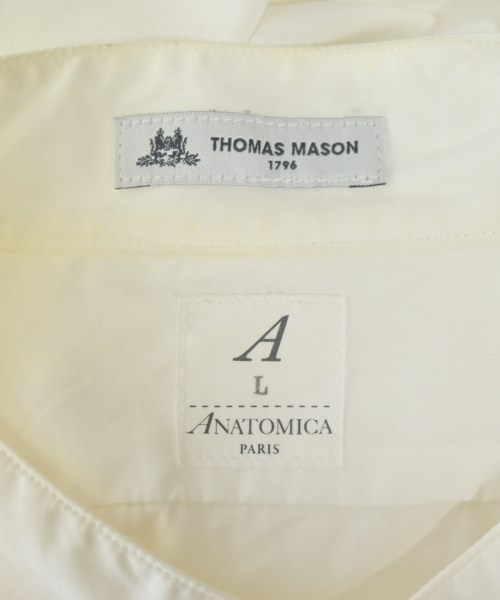 THOMAS MASON
1796
A
L
ANATOMICA
PARIS